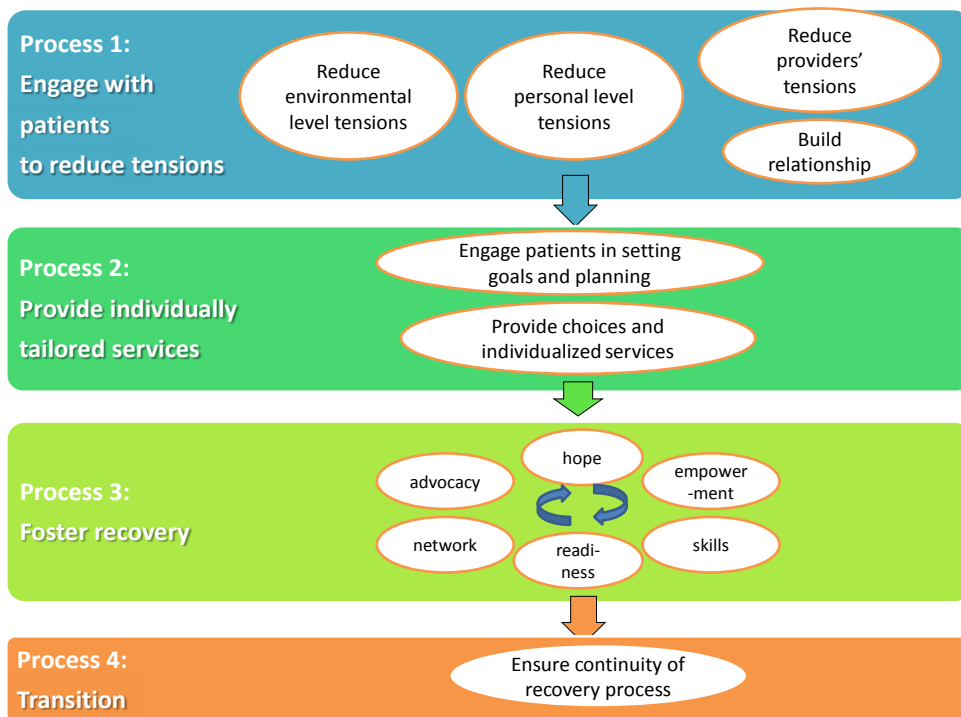 Process 1:
Engage with
patients
to reduce tensions
Reduce
environmental
level tensions
Reduce
personal level
tensions
Reduce
providers’
tensions
Build
relationship
Process 2:
Provide individually
tailored services
Engage patients in setting
goals and planning
Provide choices and
individualized services
Process 3:
Foster recovery
hope
advocacy
empower
-ment
network
readi-
ness
skills
Process 4:
Transition
Ensure continuity of
recovery process